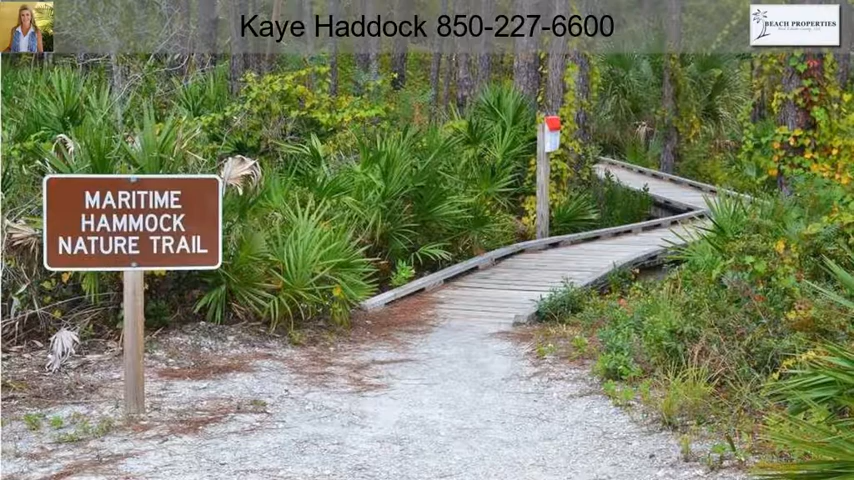 Kaye Haddock 850-227-6600
BEACH PROPERTIES
MARITIME
HAMMOCK
NATURE TRAIL